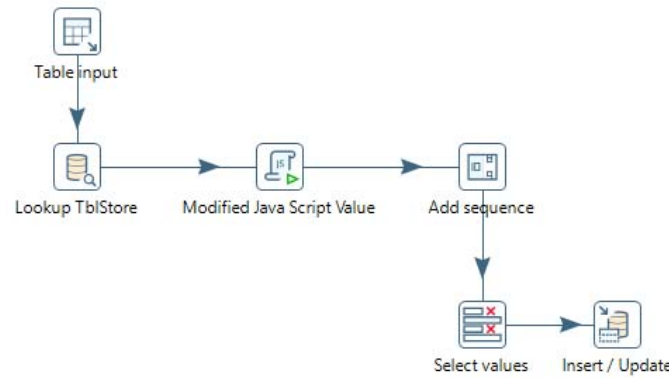 Table input
Lookup TblStore
Modified Java Script Value
Add sequence
Select values
Insert / Update